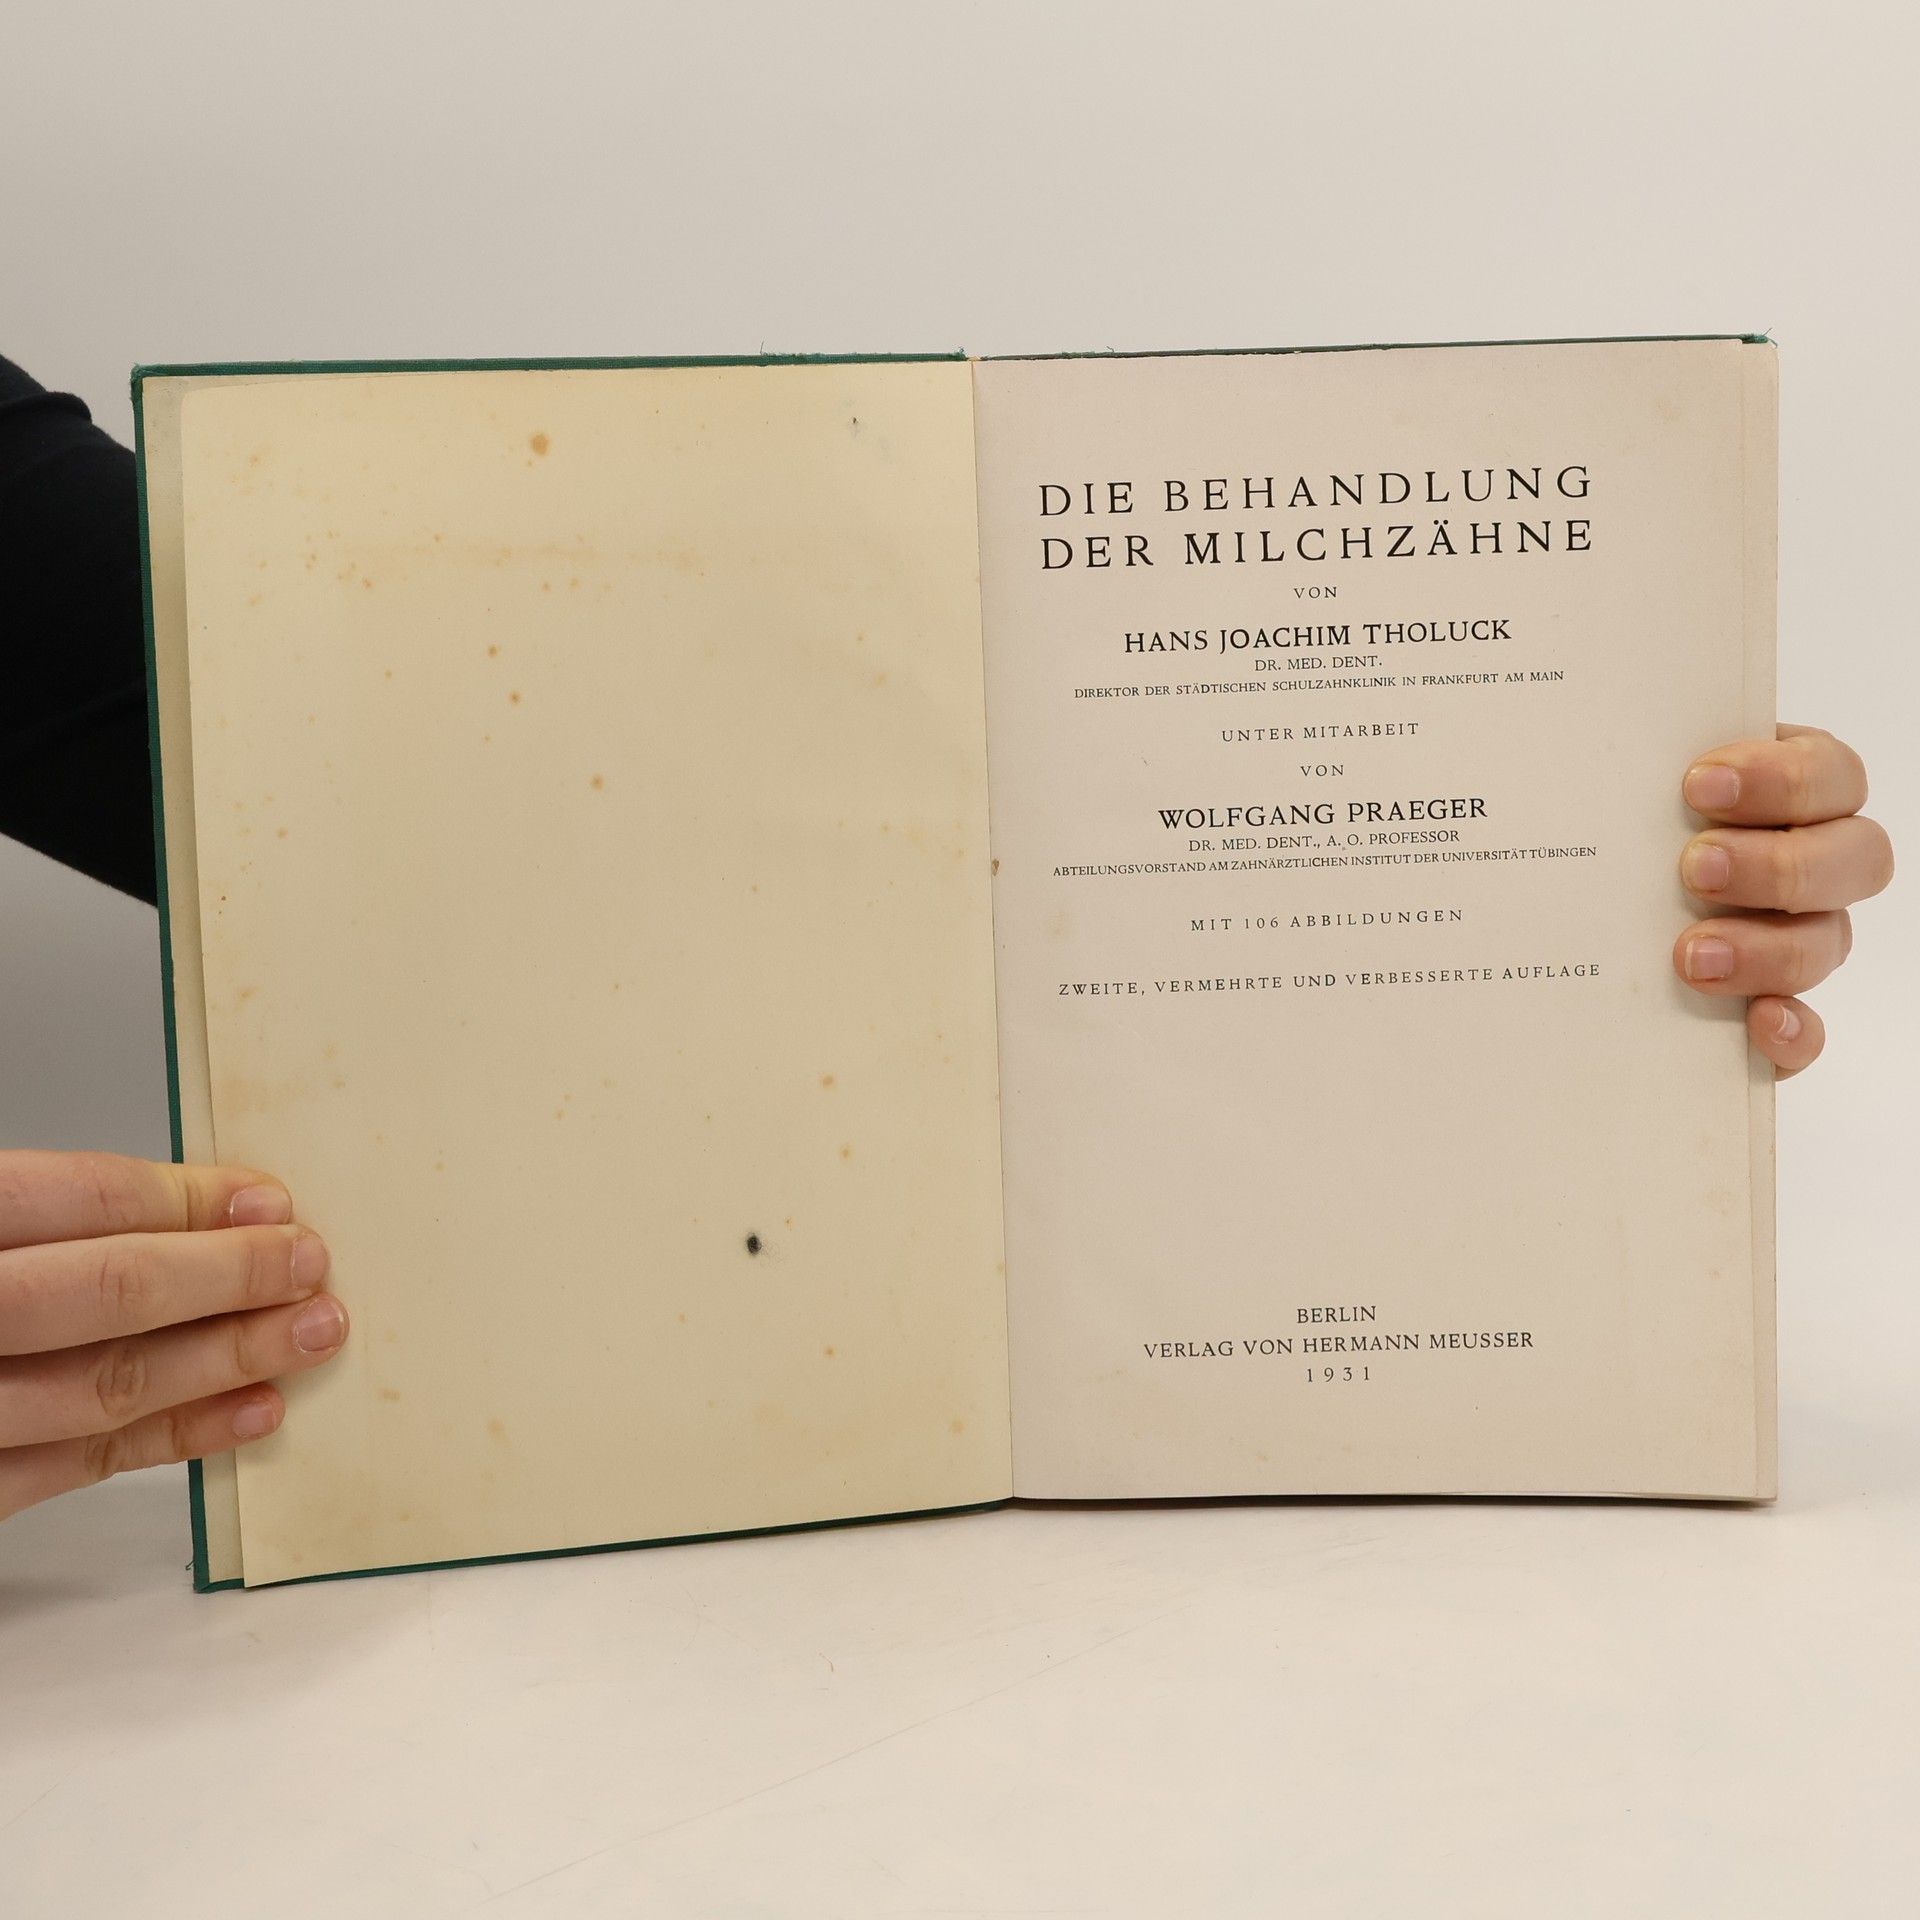 DIE BEHANDLUNG
DER MILCHZÄHNE
VON
HANS JOACHIM THOLUCK
DR. MED. DENT.
DIREKTOR DER STÄDTISCHEN SCHULZAHNKLINIK IN FRANKFURT AM MAIN
UNTER MITARBEIT
VON
WOLFGANG PRAEGER
DR. MED. DENT., A. O. PROFESSOR
ABTEILUNGSVORSTAND AM ZAHNÄRZTLICHEN INSTITUT DER UNIVERSITÄT TÜBINGEN
MIT 106 ABBILDUNGEN
ZWEITE, VERMEHRTE UND VERBESSERTE AUFLAGE
BERLIN
VERLAG VON HERMANN MEUSSER
1931